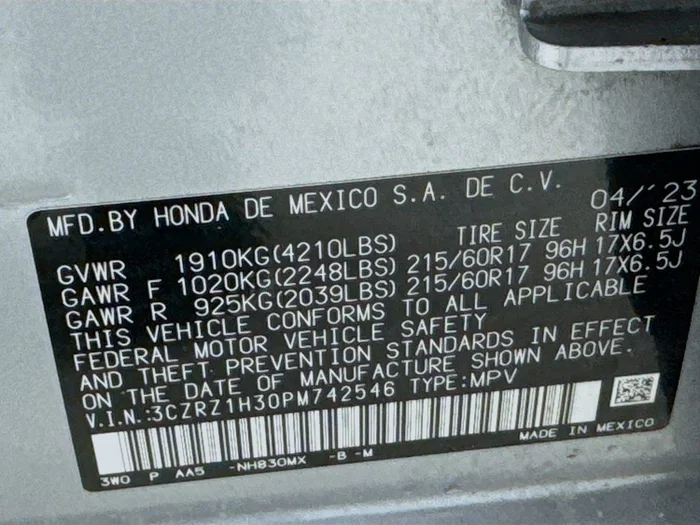 MFD.BY HONDA DE MEXICO S.A. DE C.V. 04/'23
TIRE SIZE RIM SIZE
GVWR 1910KG(4210LBS)
GAWR F 1020KG(2248LBS) 215/60R17 96H 17X6.5J
GAWR R 925KG(2039LBS) 215/60R17 96H 17X6.5J
THIS VEHICLE CONFORMS TO ALL APPLICABLE
FEDERAL MOTOR VEHICLE SAFETY
AND THEFT PREVENTION STANDARDS IN EFFECT
ON THE DATE OF MANUFACTURE SHOWN ABOVE.
V.I.N.:3CZRZ1H30PM742546 TYPE:MPV
3W0 P AA5 -NH830MX -B -M MADE IN MEXICO